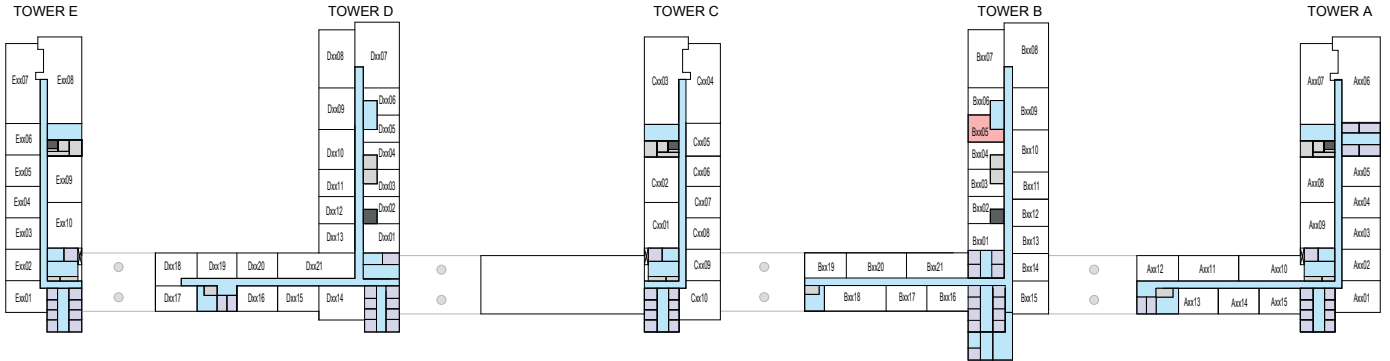 TOWER E
TOWER D
TOWER C
TOWER B
TOWER A
Exx07
Exx08
Exx06
Exx05
Exx09
Exx04
Exx03
Exx10
Exx02
Exx01
Dxx08
Dxx07
Dxx09
Dxx06
Dxx05
Dxx10
Dxx04
Dxx11
Dxx03
Dxx12
Dxx02
Dxx13
Dxx01
Dxx18
Dxx19
Dxx20
Dxx21
Dxx17
Dxx16
Dxx15
Dxx14
Cxx03
Cxx04
Cxx05
Cxx02
Cxx06
Cxx07
Cxx01
Cxx08
Cxx09
Cxx10
Bxx07
Bxx08
Bxx06
Bxx09
Bxx05
Bxx04
Bxx10
Bxx03
Bxx11
Bxx02
Bxx12
Bxx01
Bxx13
Bxx19
Bxx20
Bxx21
Bxx14
Bxx18
Bxx17
Bxx16
Bxx15
Axx07
Axx06
Axx08
Axx05
Axx04
Axx09
Axx03
Axx12
Axx11
Axx10
Axx02
Axx13
Axx14
Axx15
Axx01